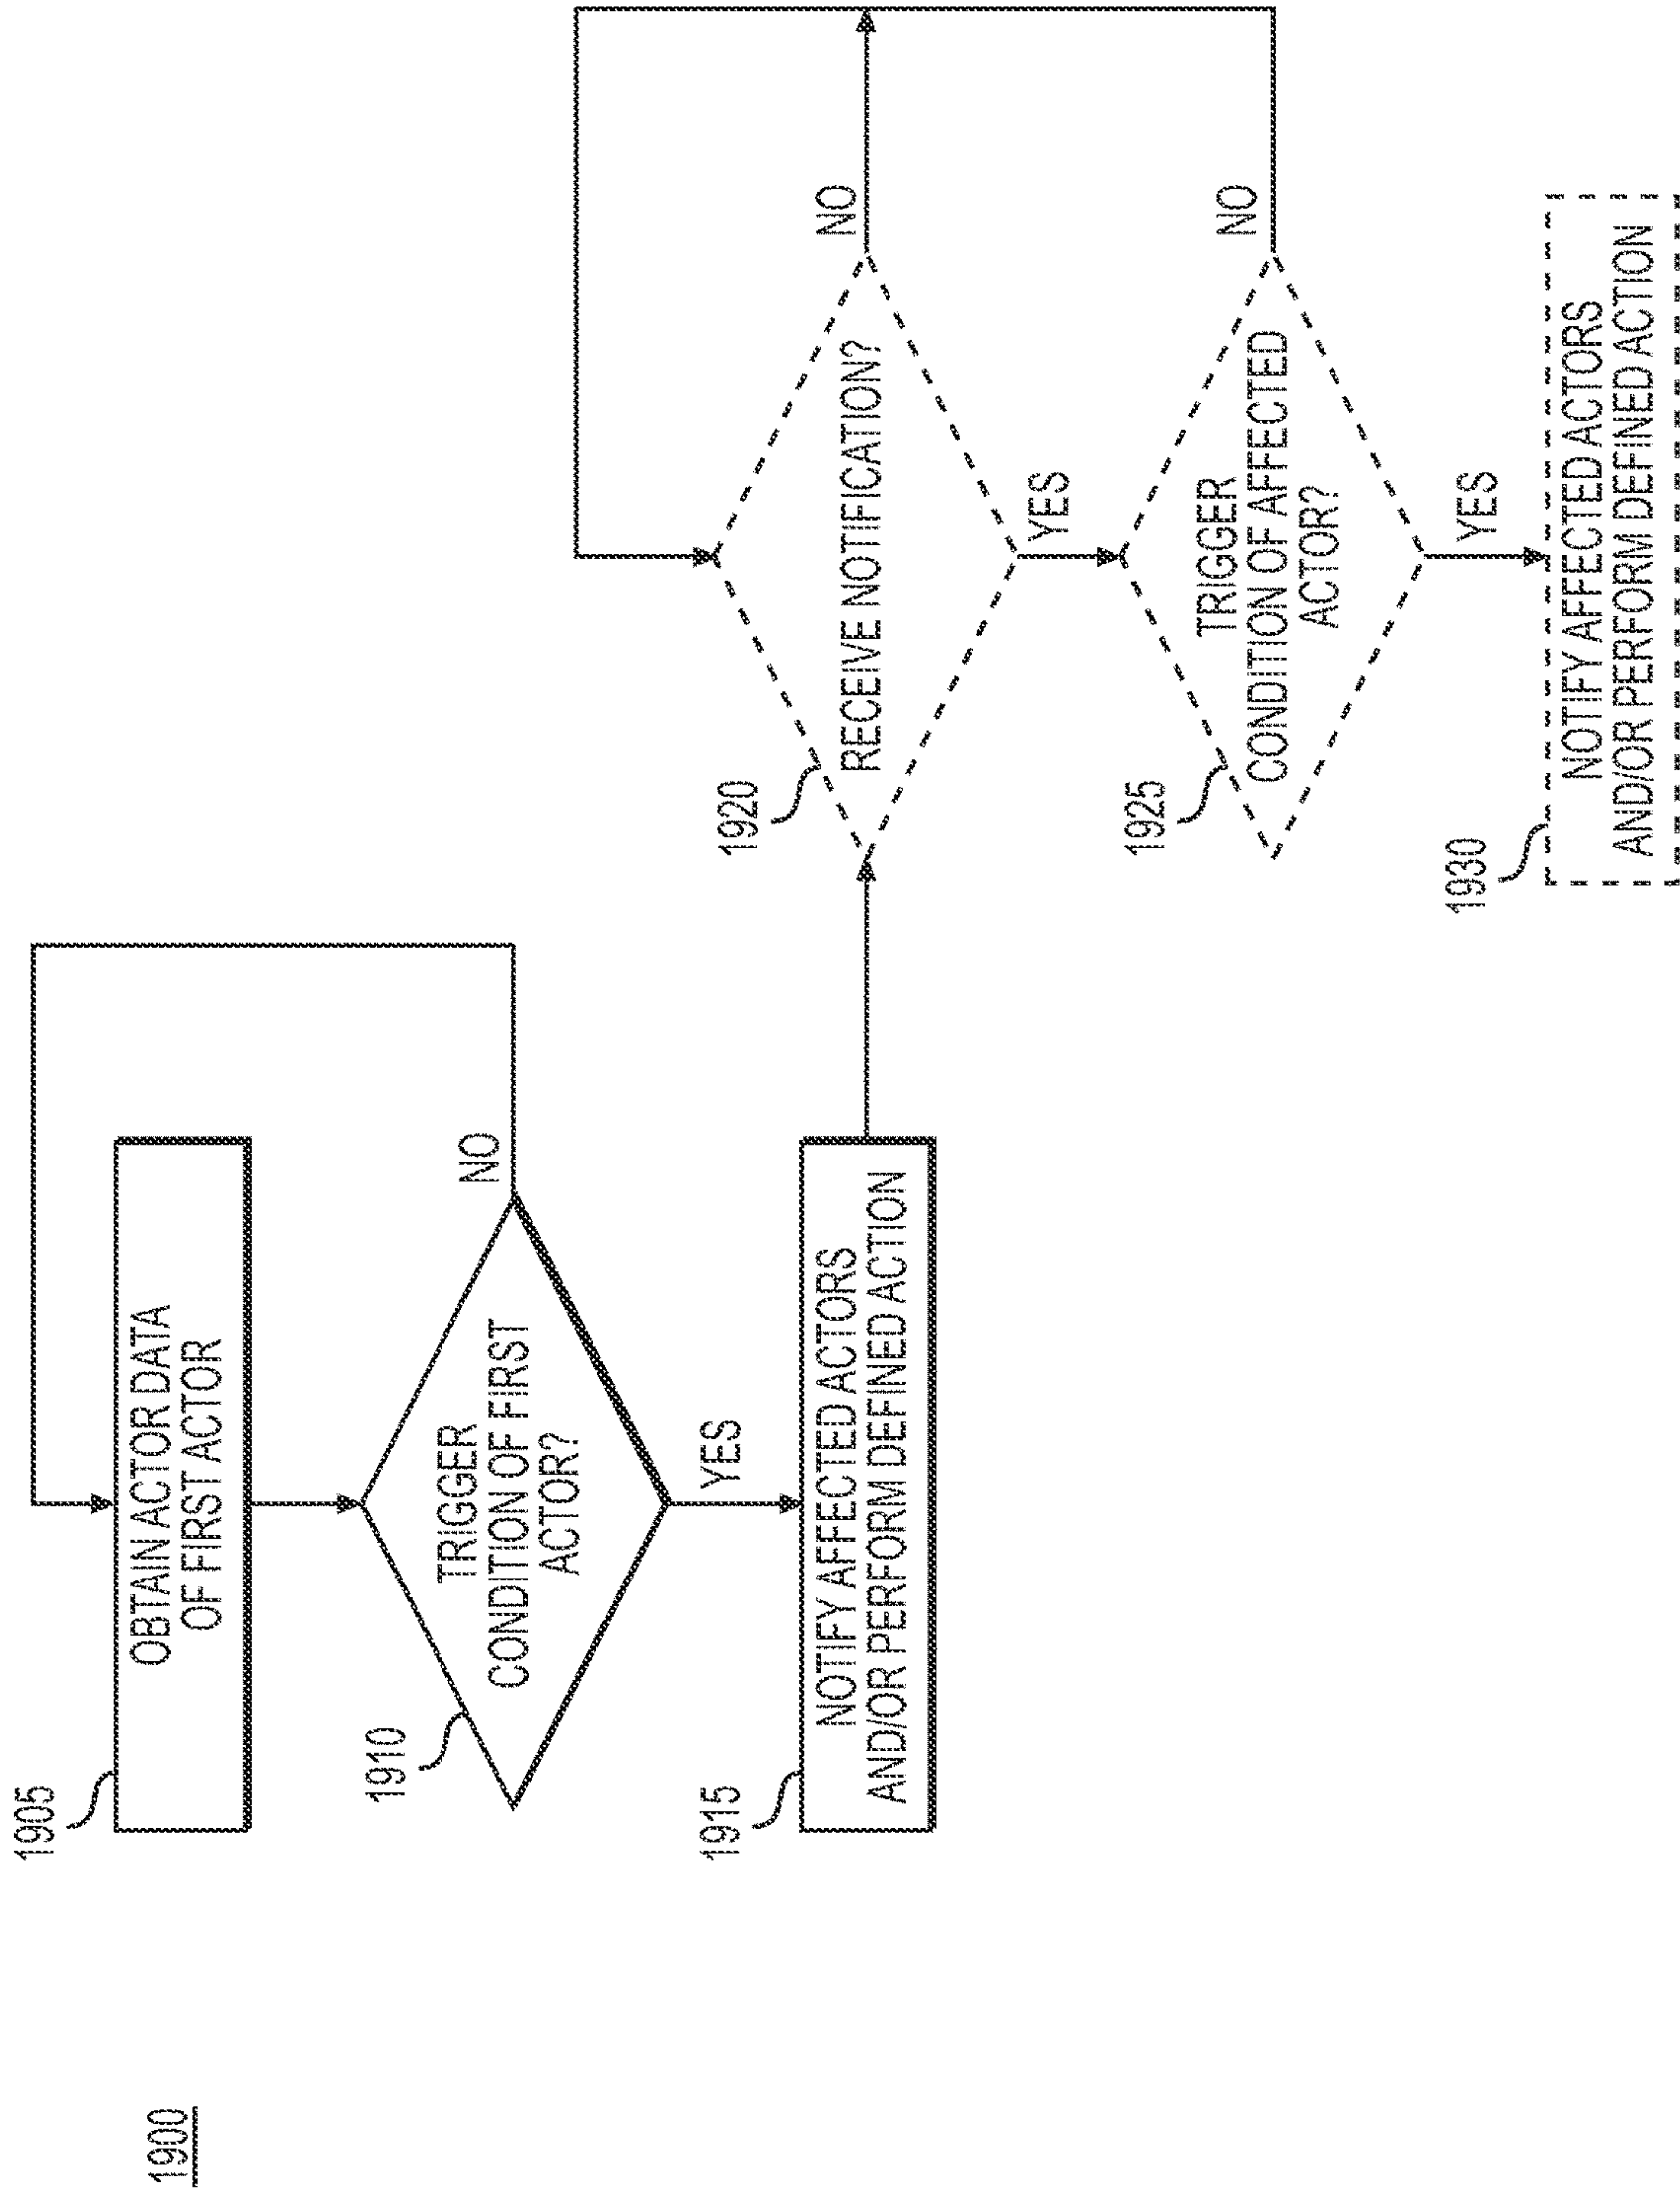 1900
1905
OBTAIN ACTOR DATA
OF FIRST ACTOR
1910
TRIGGER
CONDITION OF FIRST
ACTOR?
NO
YES
1915
NOTIFY AFFECTED ACTORS
AND/OR PERFORM DEFINED ACTION
1920
RECEIVE NOTIFICATION?
NO
YES
1925
TRIGGER
CONDITION OF AFFECTED
ACTOR?
NO
YES
1930
NOTIFY AFFECTED ACTORS
AND/OR PERFORM DEFINED ACTION